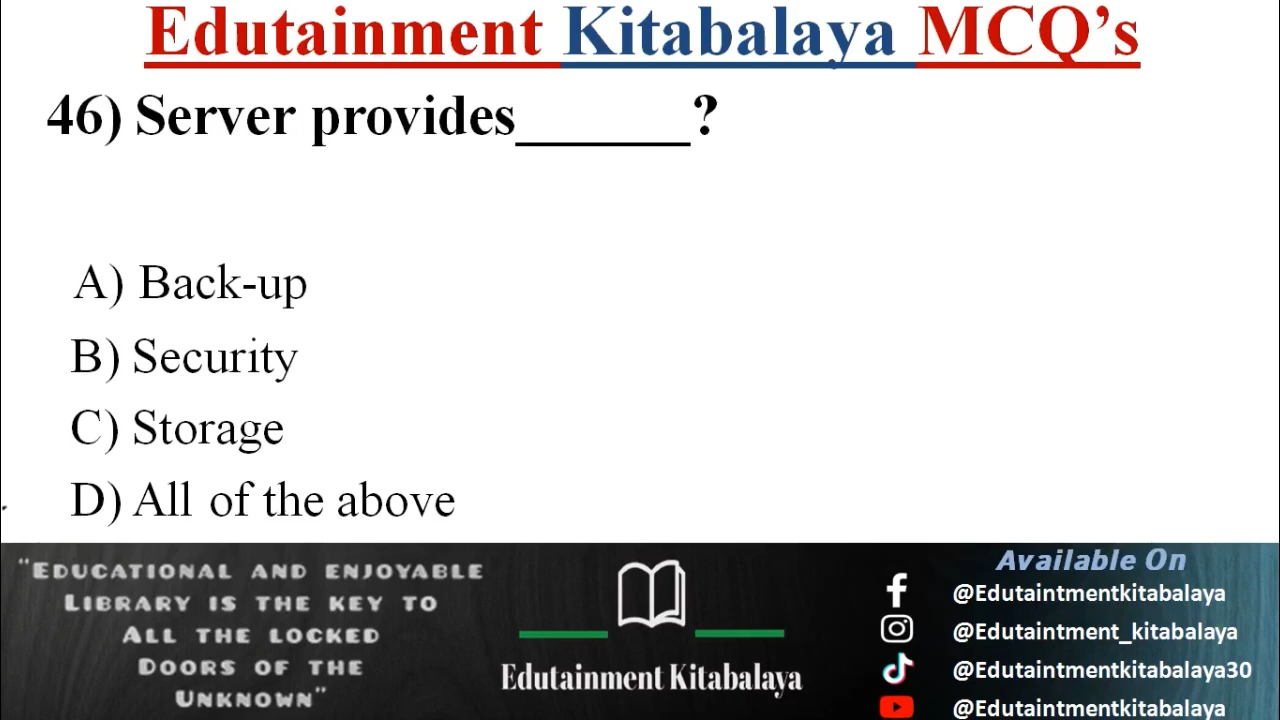 Edutainment Kitabalaya MCQ's
46) Server provides______?
A) Back-up
B) Security
C) Storage
D) All of the above
"Educational and enjoyable
Library is the key to
All the locked
Doors of the
Unknown"
Edutainment Kitabalaya
Available On
@Edutaintmentkitabalaya
@Edutaintment_kitabalaya
@Edutaintmentkitabalaya30
@Edutaintmentkitabalaya